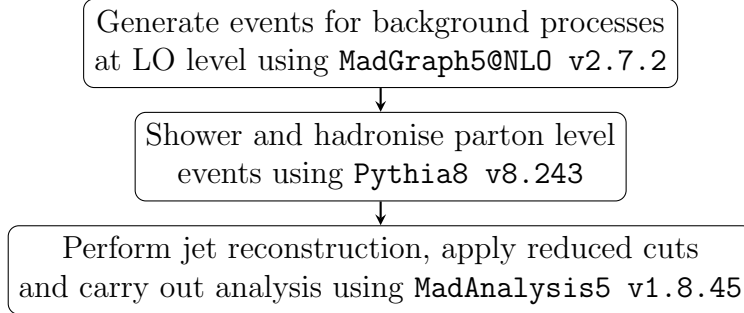 Generate events for background processes
at LO level using MadGraph5@NLO v2.7.2
Shower and hadronise parton level
events using Pythia8 v8.243
Perform jet reconstruction, apply reduced cuts
and carry out analysis using MadAnalysis5 v1.8.45